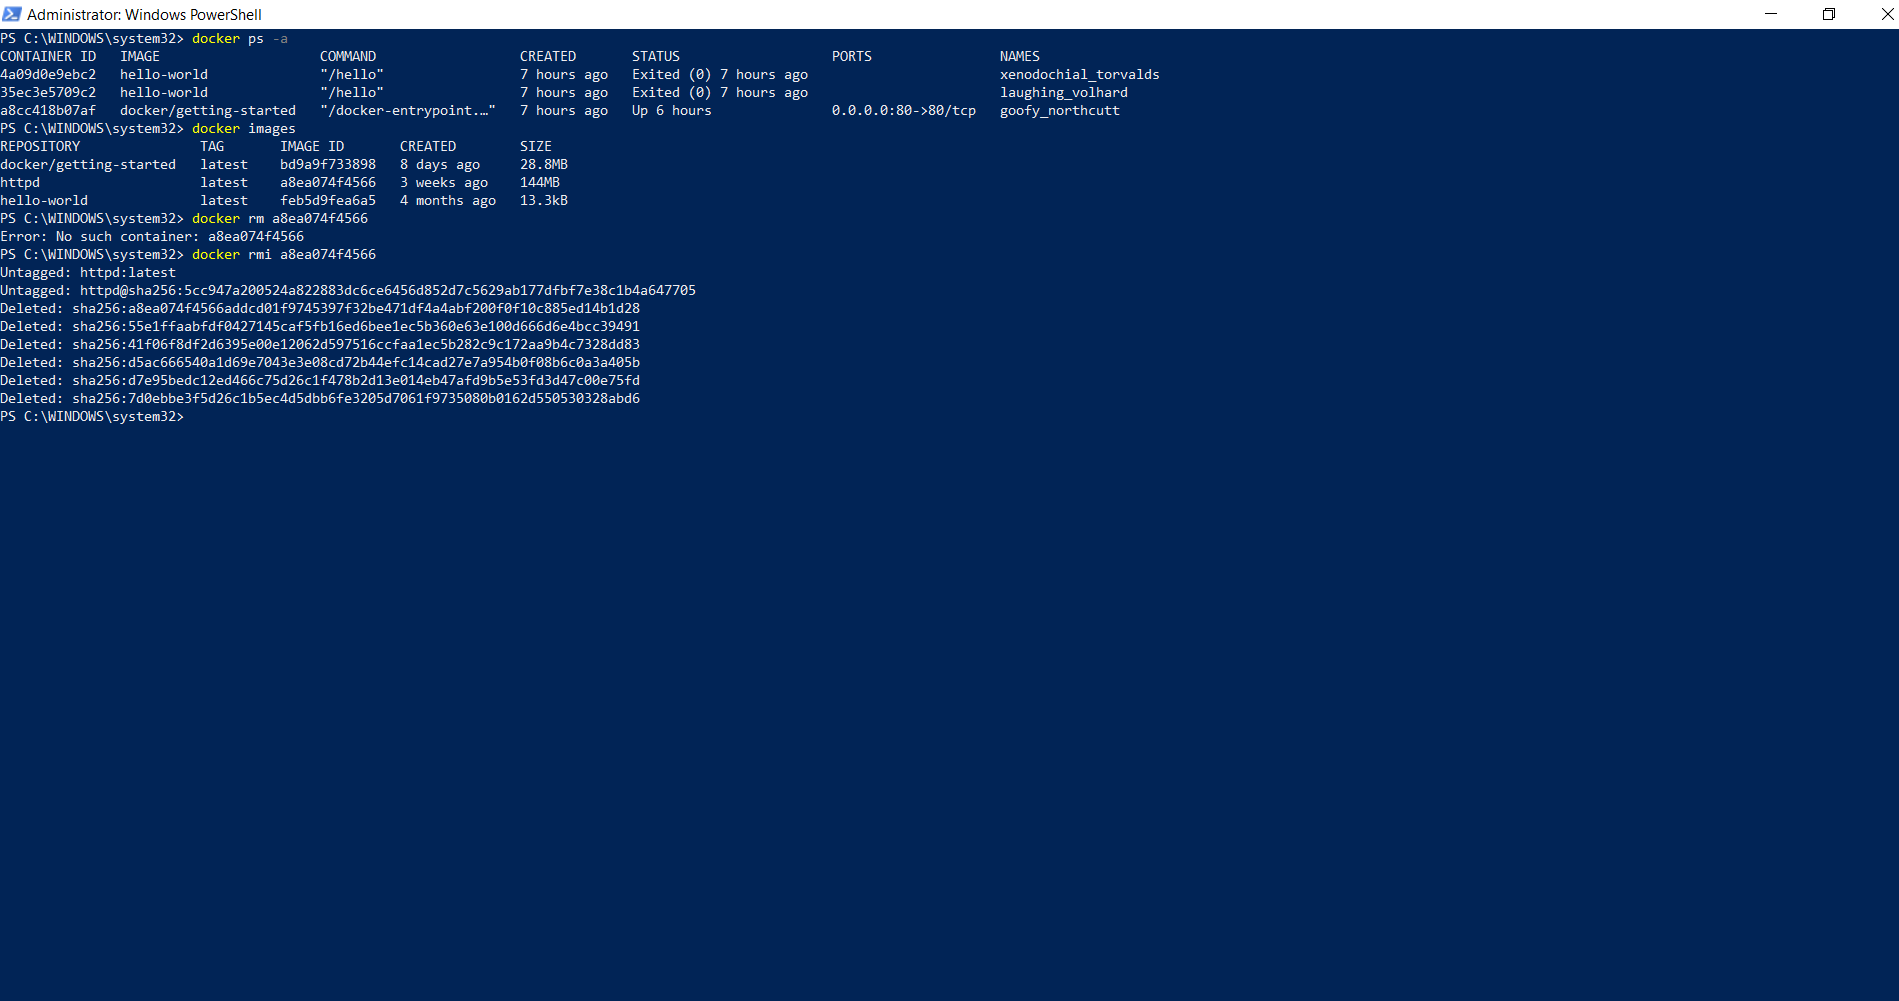 Administrator: Windows PowerShell
PS C:\WINDOWS\system32> docker ps -a
CONTAINER ID   IMAGE                    COMMAND                  CREATED       STATUS                   PORTS                NAMES
4a09d0e9ebc2   hello-world              "/hello"                 7 hours ago   Exited (0) 7 hours ago                        xenodochial_torvalds
35ec3e5709c2   hello-world              "/hello"                 7 hours ago   Exited (0) 7 hours ago                        laughing_volhard
a8cc418b07af   docker/getting-started   "/docker-entrypoint.…"   7 hours ago   Up 6 hours               0.0.0.0:80->80/tcp   goofy_northcutt
PS C:\WINDOWS\system32> docker images
REPOSITORY               TAG       IMAGE ID       CREATED        SIZE
docker/getting-started   latest    bd9a9f733898   8 days ago     28.8MB
httpd                    latest    a8ea074f4566   3 weeks ago    144MB
hello-world              latest    feb5d9fea6a5   4 months ago   13.3kB
PS C:\WINDOWS\system32> docker rm a8ea074f4566
Error: No such container: a8ea074f4566
PS C:\WINDOWS\system32> docker rmi a8ea074f4566
Untagged: httpd:latest
Untagged: httpd@sha256:5cc947a200524a822883dc6ce6456d852d7c5629ab177dfbf7e38c1b4a647705
Deleted: sha256:a8ea074f4566addcd01f9745397f32be471df4a4abf200f0f10c885ed14b1d28
Deleted: sha256:55e1ffaabfdf0427145caf5fb16ed6bee1ec5b360e63e100d666d6e4bcc39491
Deleted: sha256:41f06f8df2d6395e00e12062d597516ccfaa1ec5b282c9c172aa9b4c7328dd83
Deleted: sha256:d5ac666540a1d69e7043e3e08cd72b44efc14cad27e7a954b0f08b6c0a3a405b
Deleted: sha256:d7e95bedc12ed466c75d26c1f478b2d13e014eb47afd9b5e53fd3d47c00e75fd
Deleted: sha256:7d0ebbe3f5d26c1b5ec4d5dbb6fe3205d7061f9735080b0162d550530328abd6
PS C:\WINDOWS\system32>